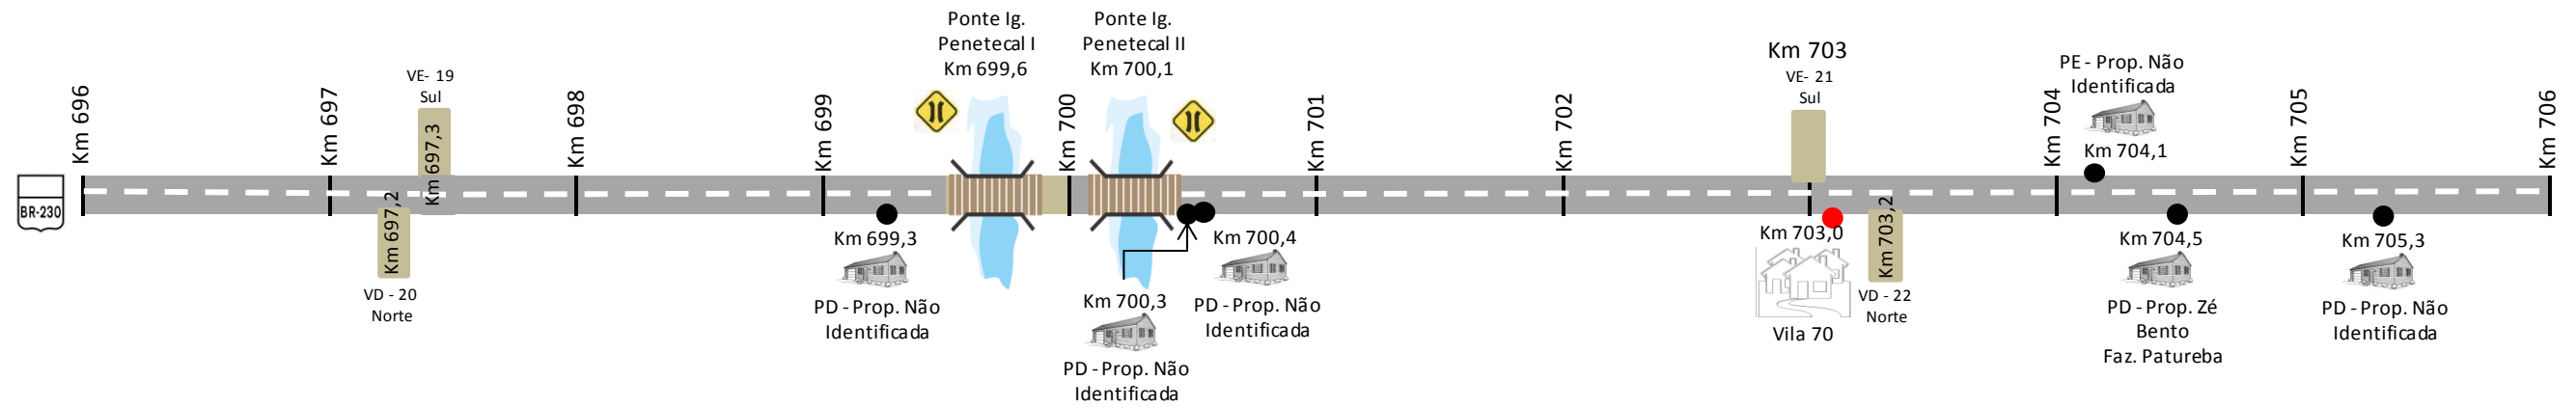 BR-230
Km 696
Km 697
VE- 19
Sul
Km 697,3
Km 697,2
VD - 20
Norte
Km 698
Km 699
Km 699,3
PD - Prop. Não
Identificada
Ponte Ig.
Penetecal I
Km 699,6
Km 700
Ponte Ig.
Penetecal II
Km 700,1
Km 700,3
PD - Prop. Não
Identificada
Km 700,4
PD - Prop. Não
Identificada
Km 701
Km 702
Km 703
VE- 21
Sul
Km 703,0
Vila 70
Km 703,2
VD - 22
Norte
Km 704
PE - Prop. Não
Identificada
Km 704,1
Km 704,5
PD - Prop. Zé
Bento
Faz. Patureba
Km 705
Km 705,3
PD - Prop. Não
Identificada
Km 706